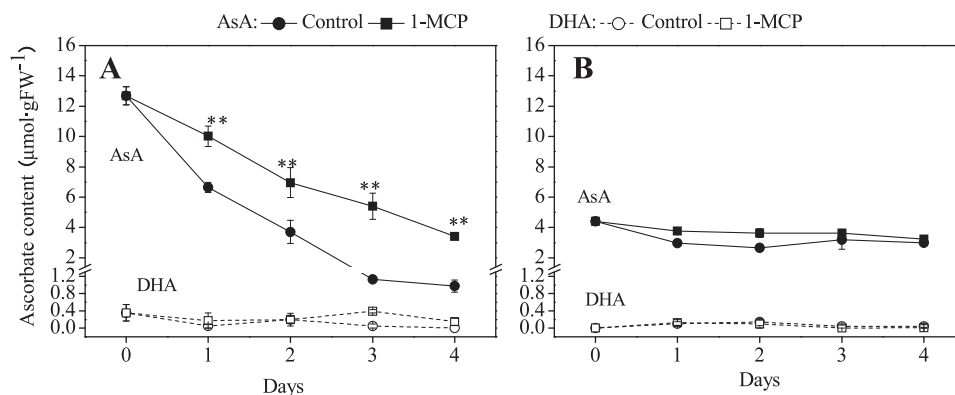 AsA: Control 1-MCP DHA: Control 1-MCP
Ascorbate content (μmol·gFW⁻¹)
A
16
14
12
10
8
6
4
2
1.2
0.8
0.4
0.0
AsA
DHA
**
**
**
**
0 1 2 3 4
Days
B
16
14
12
10
8
6
4
2
1.2
0.8
0.4
0.0
AsA
DHA
0 1 2 3 4
Days